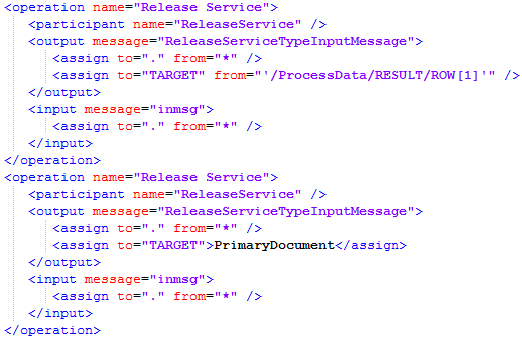 <operation name="Release Service">
<participant name="ReleaseService" />
<output message="ReleaseServiceTypeInputMessage">
<assign to="." from="*" />
<assign to="TARGET" from="'/ProcessData/RESULT/ROW[1]'" />
</output>
<input message="inmsg">
<assign to="." from="*" />
</input>
</operation>
<operation name="Release Service">
<participant name="ReleaseService" />
<output message="ReleaseServiceTypeInputMessage">
<assign to="." from="*" />
<assign to="TARGET">PrimaryDocument</assign>
</output>
<input message="inmsg">
<assign to="." from="*" />
</input>
</operation>